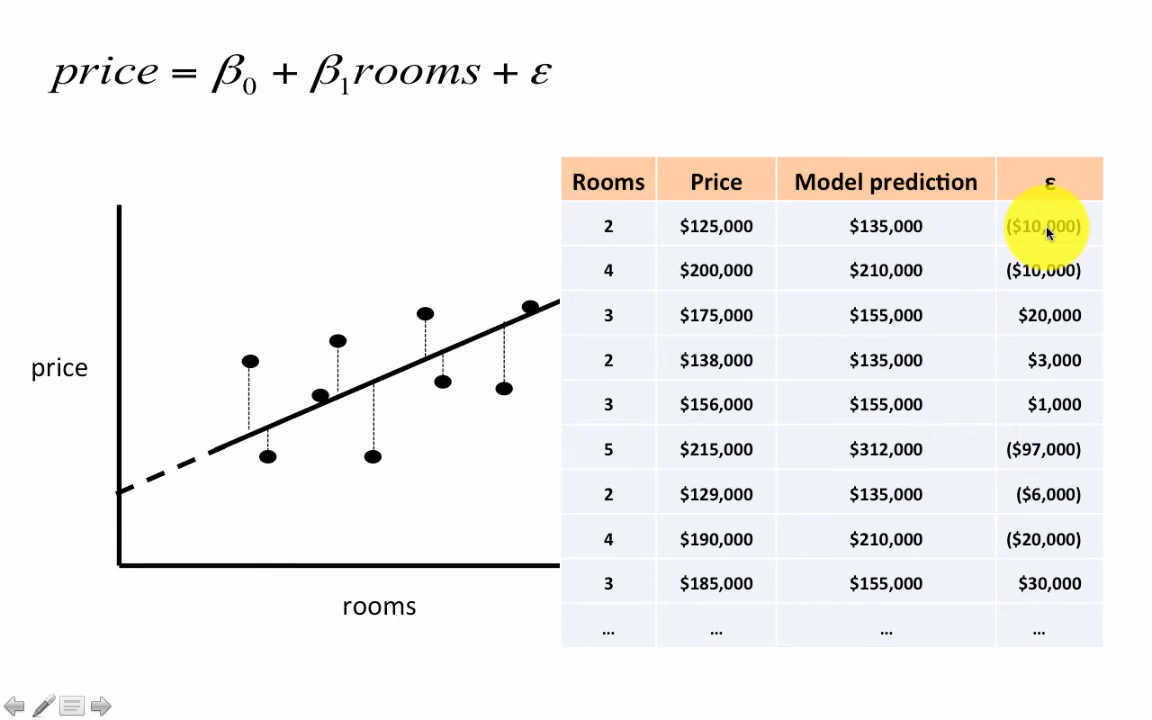 price = β₀ + β₁rooms + ε
Rooms Price Model prediction ε
2 $125,000 $135,000 ($10,000)
4 $200,000 $210,000 ($10,000)
3 $175,000 $155,000 $20,000
2 $138,000 $135,000 $3,000
3 $156,000 $155,000 $1,000
5 $215,000 $312,000 ($97,000)
2 $129,000 $135,000 ($6,000)
4 $190,000 $210,000 ($20,000)
3 $185,000 $155,000 $30,000
... ... ... ...
price
rooms